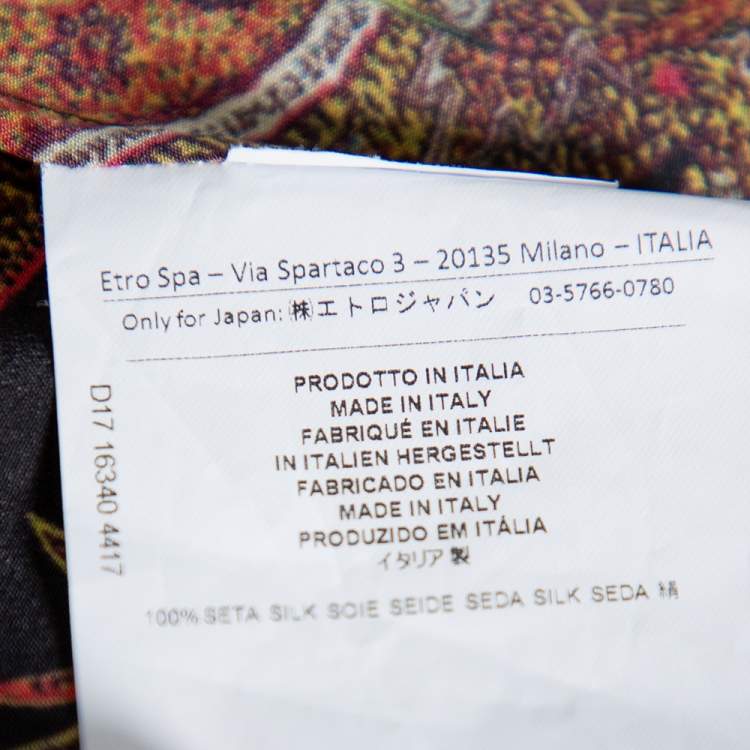 Etro Spa – Via Spartaco 3 – 20135 Milano – ITALIA
Only for Japan: ㈱エトロジャパン 03-5766-0780
PRODOTTO IN ITALIA
MADE IN ITALY
FABRIQUÉ EN ITALIE
IN ITALIEN HERGESTELLT
FABRICADO EN ITALIA
MADE IN ITALY
PRODUZIDO EM ITÁLIA
イタリア製
100% SETA SILK SOIE SEIDE SEDA SILK SEDA 絹
D17 16340 4417